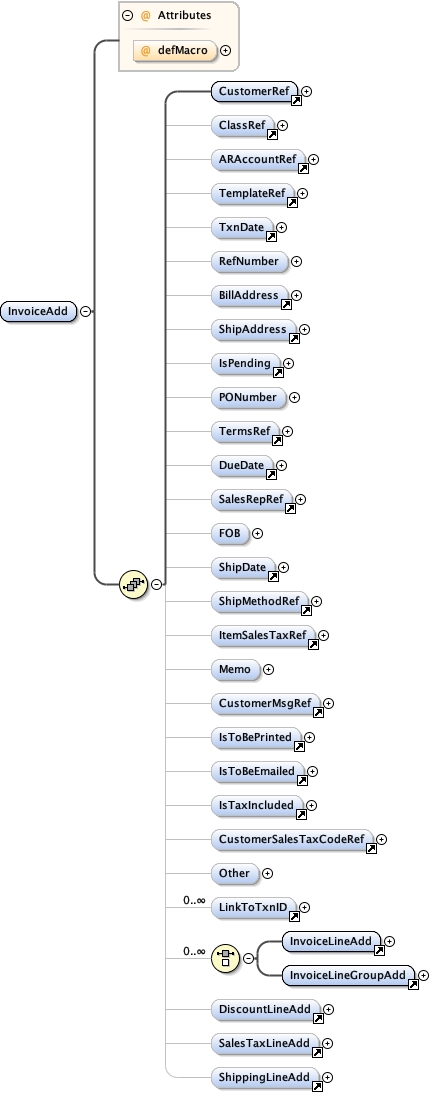 Attributes
@ defMacro
CustomerRef
ClassRef
ARAccountRef
TemplateRef
TxnDate
RefNumber
BillAddress
InvoiceAdd
ShipAddress
IsPending
PONumber
TermsRef
DueDate
SalesRepRef
FOB
ShipDate
ShipMethodRef
ItemSalesTaxRef
Memo
CustomerMsgRef
IsToBePrinted
IsToBeEmailed
IsTaxIncluded
CustomerSalesTaxCodeRef
Other
0..∞ LinkToTxnID
0..∞
InvoiceLineAdd
InvoiceLineGroupAdd
DiscountLineAdd
SalesTaxLineAdd
ShippingLineAdd